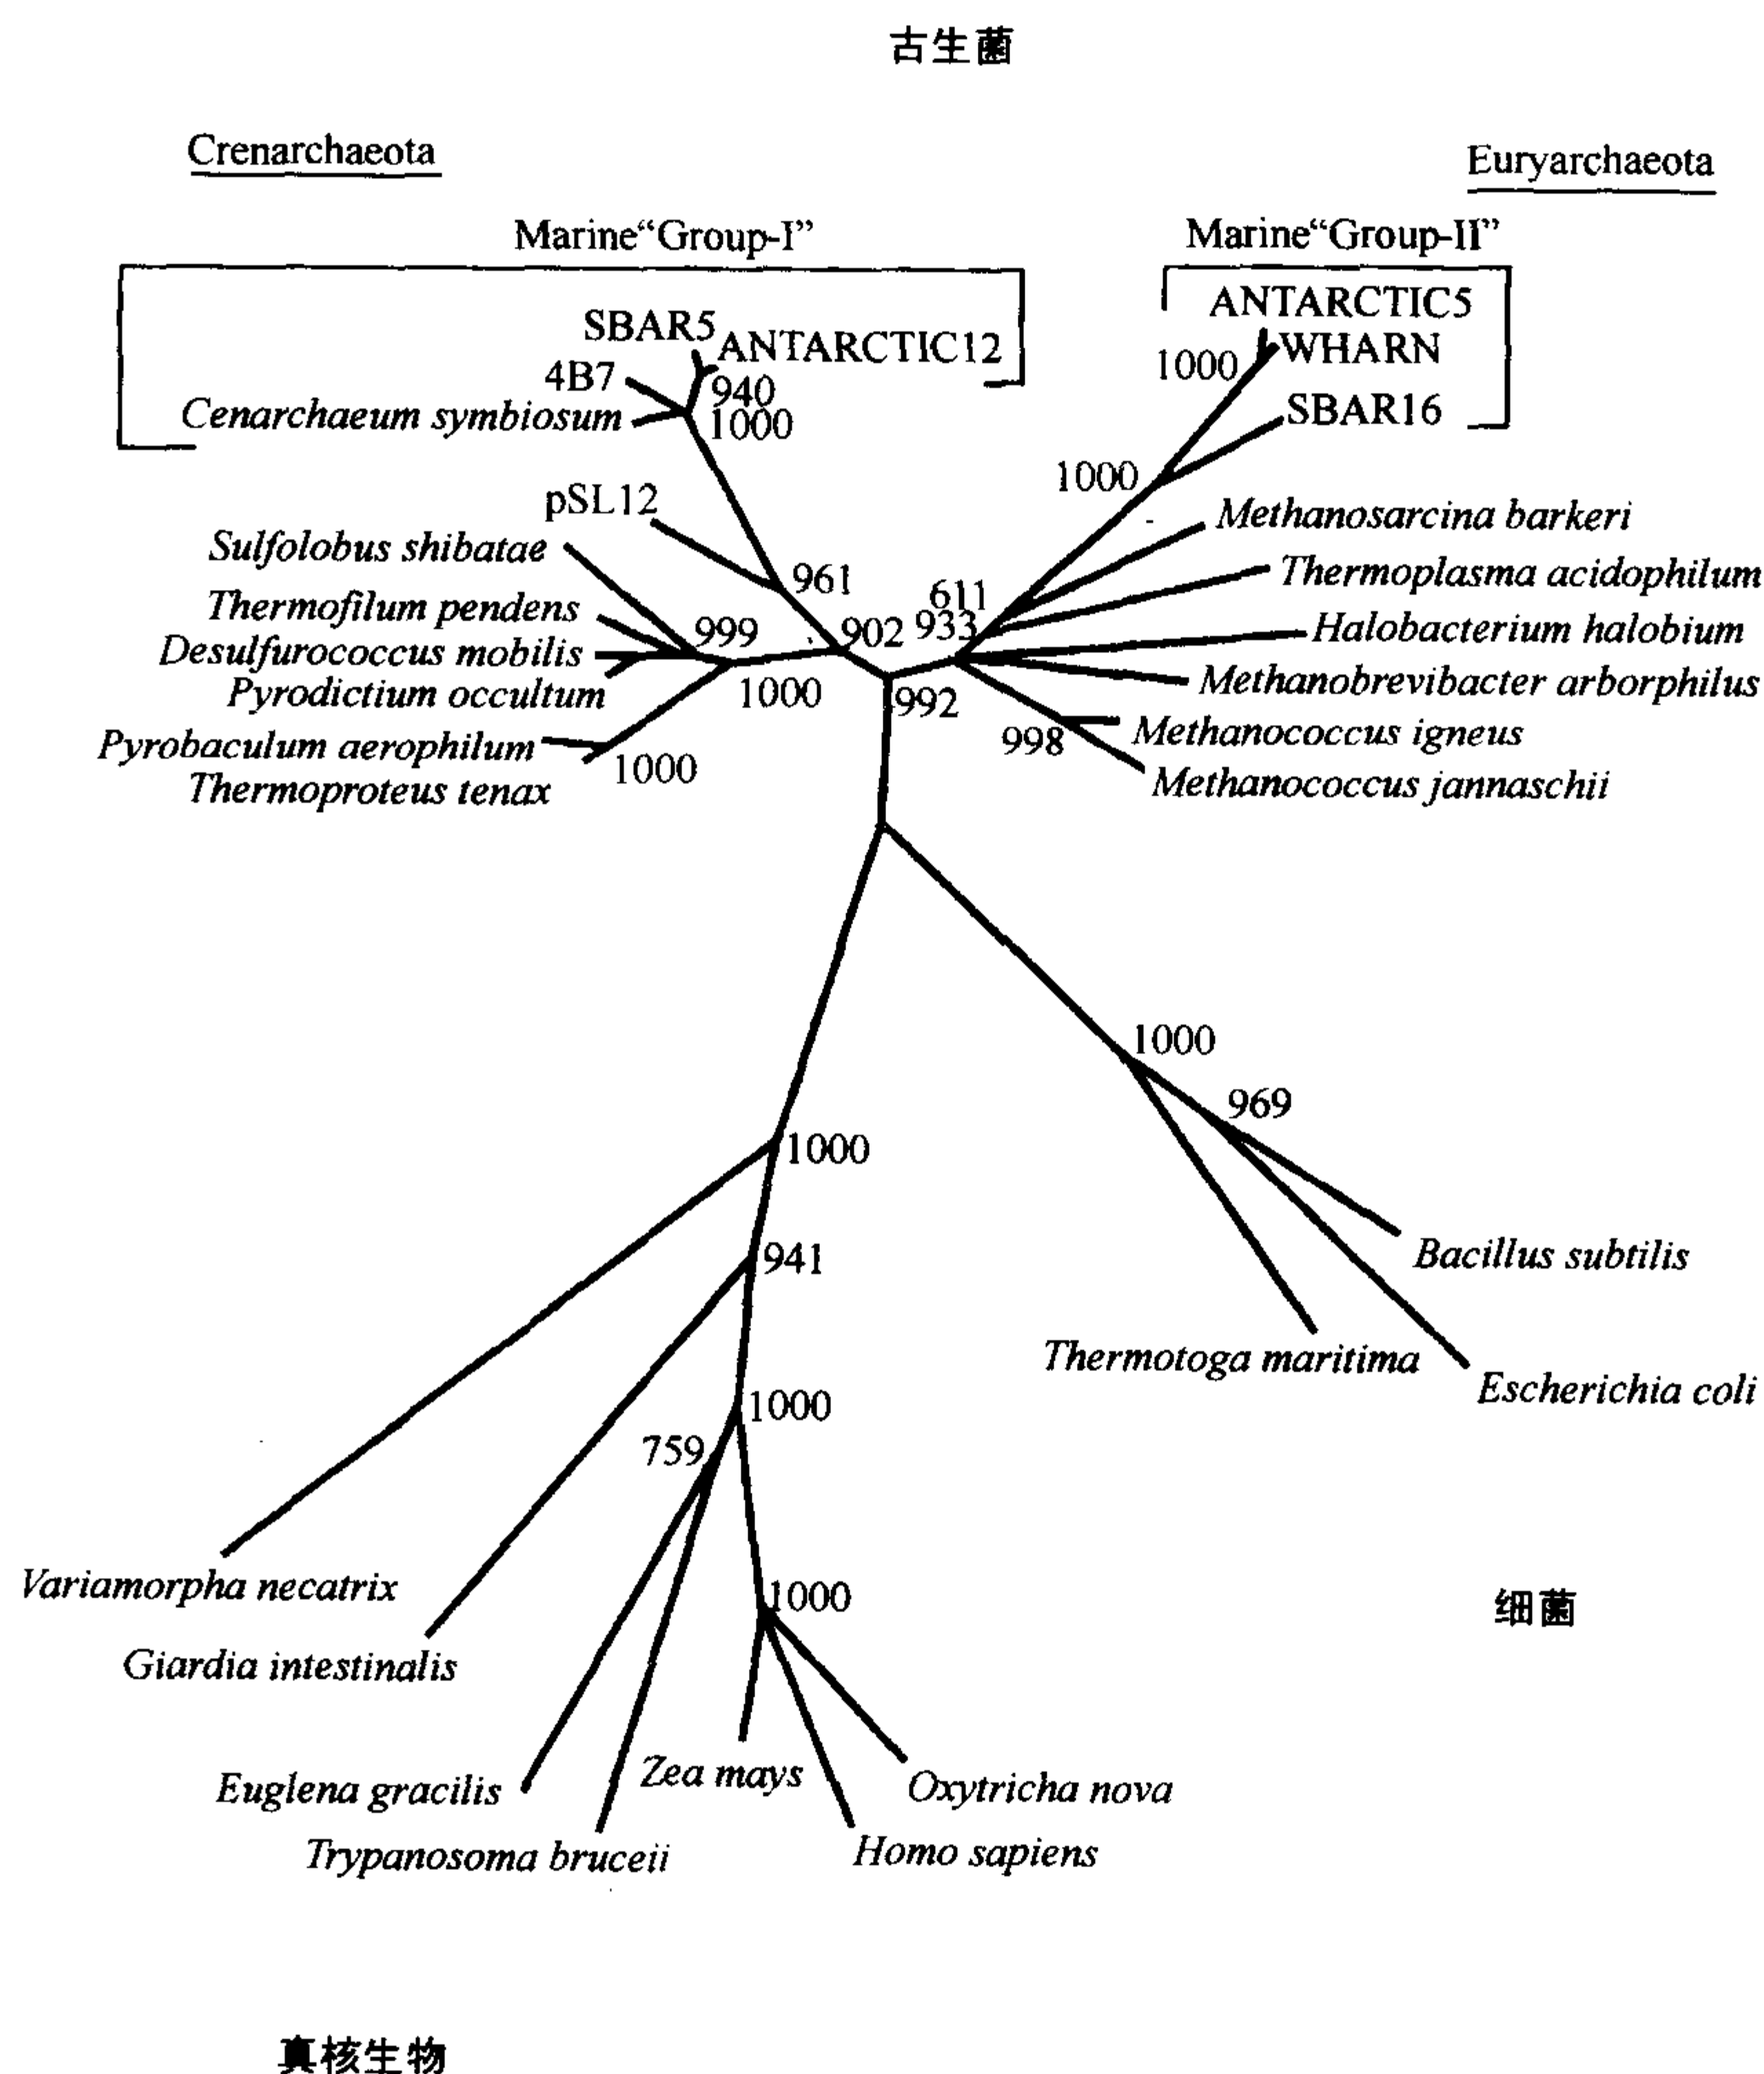 古生菌
Crenarchaeota
Euryarchaeota
Marine“Group-I”
Marine“Group-II”
SBAR5
ANTARCTIC12
4B7
940
Cenarchaeum symbiosum
1000
ANTARCTIC5
WHARN
1000
SBAR16
1000
pSL12
Sulfolobus shibatae
961
Thermofilum pendens
999
902
Desulfurococcus mobilis
Pyrodictium occultum
1000
Pyrobaculum aerophilum
1000
Thermoproteus tenax
Methanosarcina barkeri
Thermoplasma acidophilum
611
933
Halobacterium halobium
Methanobrevibacter arborphilus
992
998
Methanococcus igneus
Methanococcus jannaschii
1000
969
Bacillus subtilis
Thermotoga maritima
Escherichia coli
细菌
1000
941
1000
759
1000
Variamorpha necatrix
Giardia intestinalis
Euglena gracilis
Trypanosoma bruceii
Zea mays
Oxytricha nova
Homo sapiens
真核生物